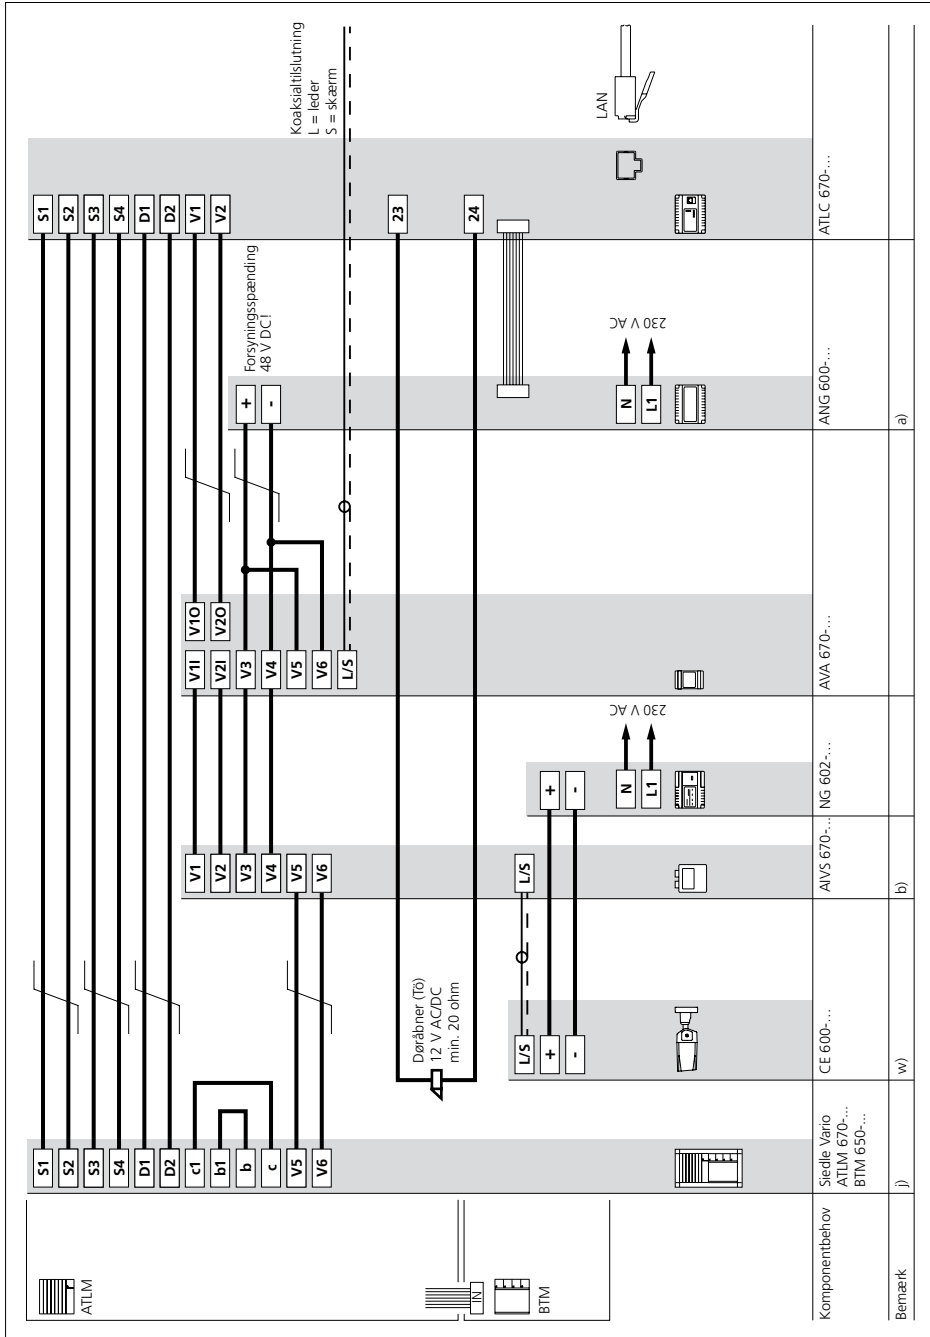 ATLM
S1 S1
S2 S2
S3 S3
S4 S4
D1 D1
D2 D2
c1 V1 V1I V1O V1
b1 V2 V2I V2O V2
b V3 V3 +
c V4 V4 -
V5 V5 V5
V6 V6 V6
L/S
Forsyningsspænding
48 V DC!
Koaksialtilslutning
L = leder
S = skærm
23
Døråbner (Tö)
12 V AC/DC
min. 20 ohm
24
IN
BTM
L/S L/S
+ +
- -
N 230 V AC
L1
N 230 V AC
L1
LAN
Komponentbehov
Siedle Vario
ATLM 670-...
BTM 650-...
CE 600-...
AIVS 670-...
NG 602-...
AVA 670-...
ANG 600-...
ATLC 670-...
Bemærk
j)
w)
b)
a)